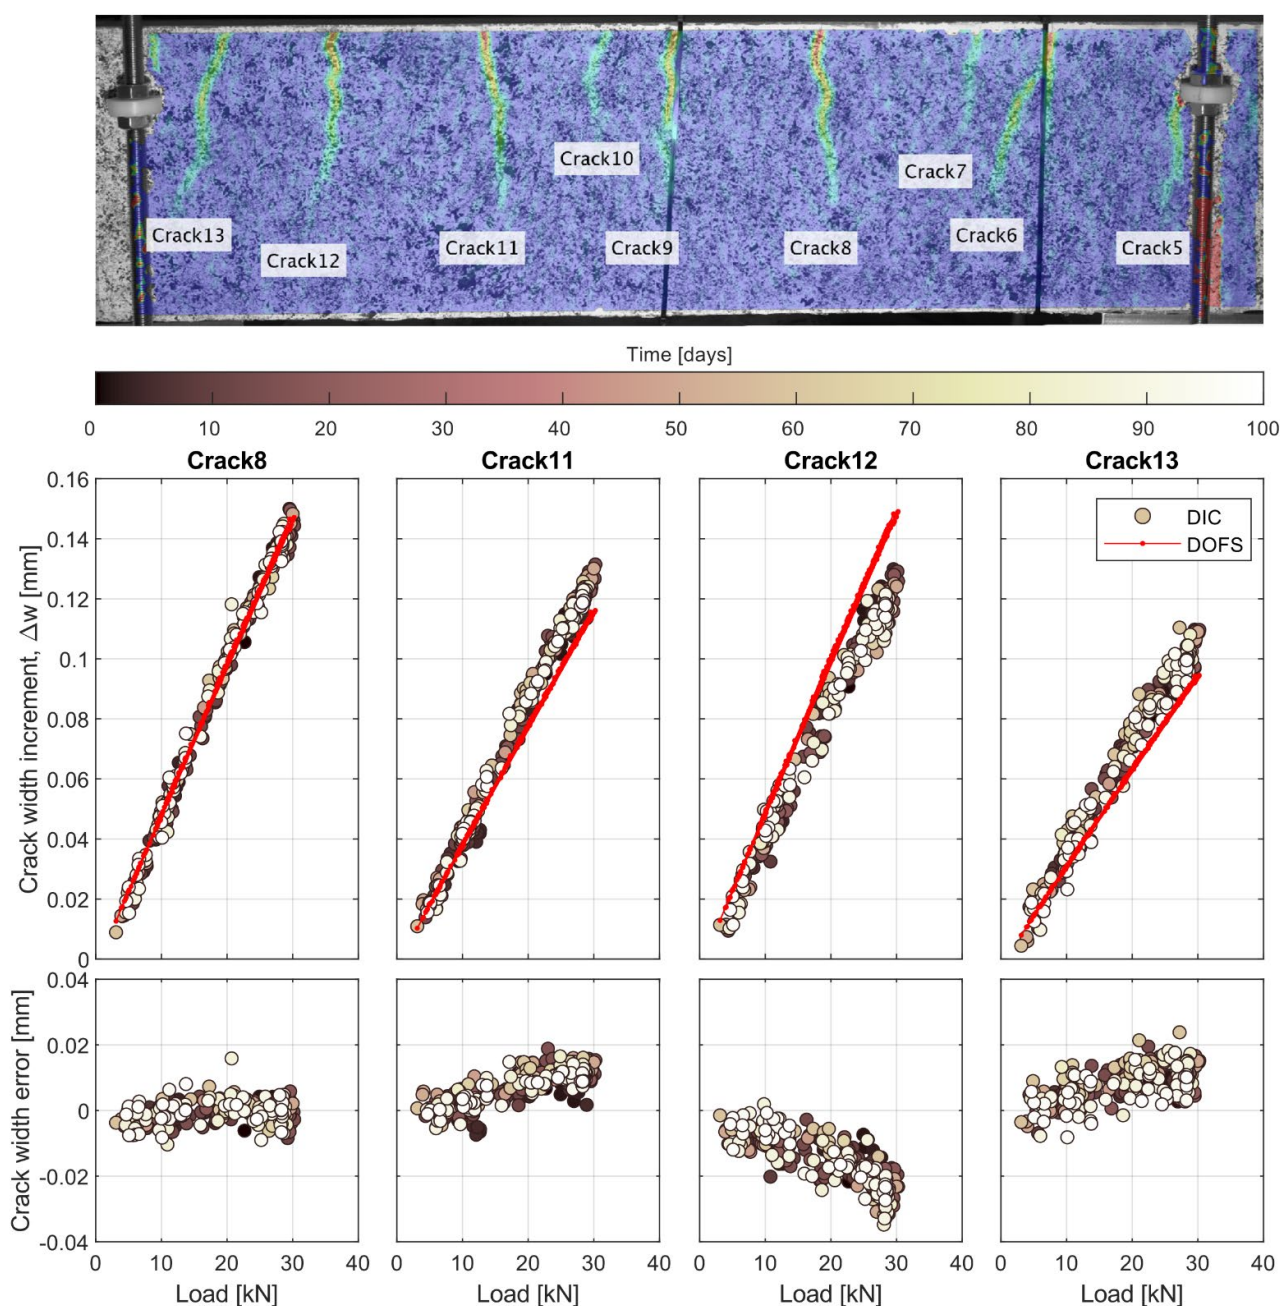 Crack10
Crack7
Crack13
Crack12
Crack11
Crack9
Crack8
Crack6
Crack5
Time [days]
0 10 20 30 40 50 60 70 80 90 100
Crack8 Crack11 Crack12 Crack13
Crack width increment, Δw [mm]
0.16
0.14
0.12
0.1
0.08
0.06
0.04
0.02
0
DIC
DOFS
Crack width error [mm]
0.04
0.02
0
-0.02
-0.04
0 10 20 30 40 0 10 20 30 40 0 10 20 30 40 0 10 20 30 40
Load [kN] Load [kN] Load [kN] Load [kN]